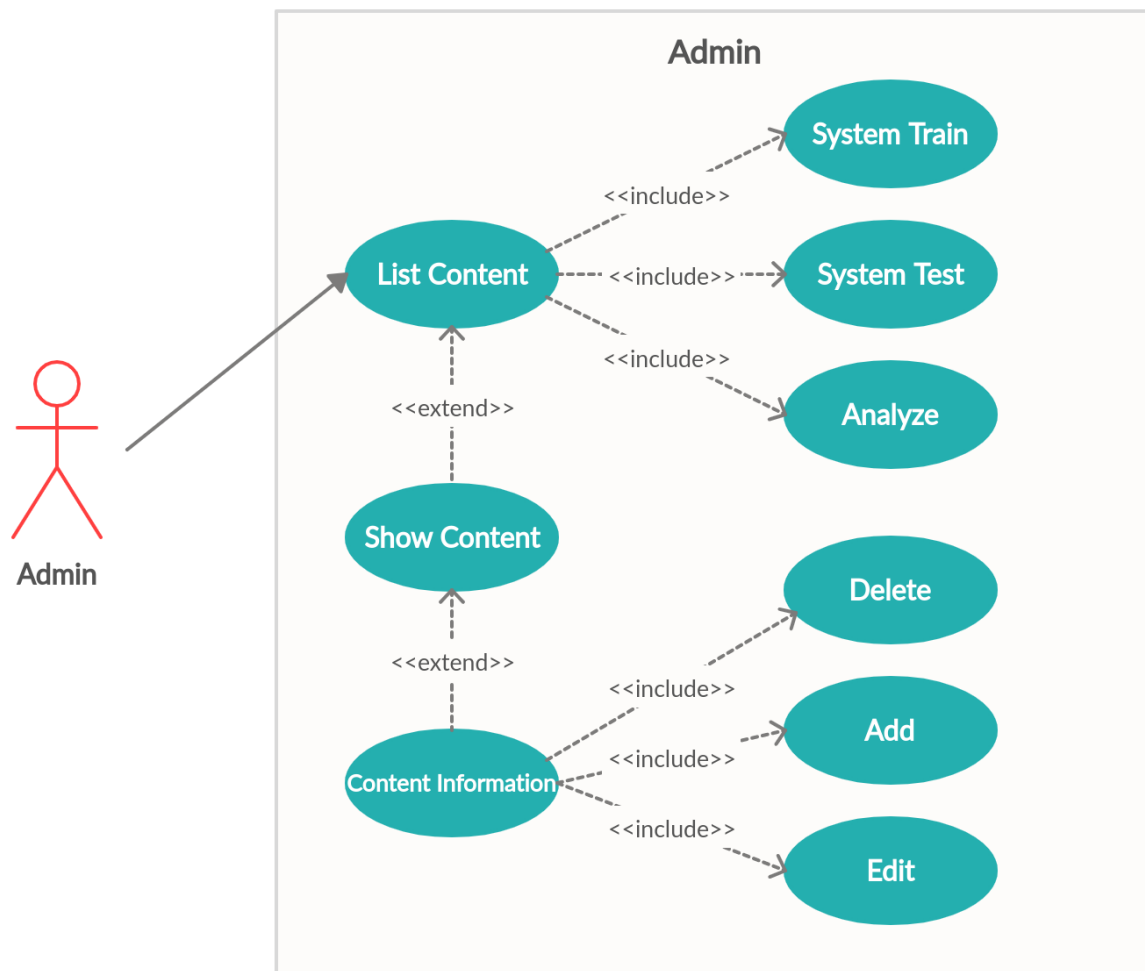 Admin
System Train
<<include>>
List Content
<<include>>
System Test
<<include>>
<<extend>>
Analyze
Show Content
Admin
Delete
<<extend>>
<<include>>
Add
<<include>>
Content Information
<<include>>
Edit